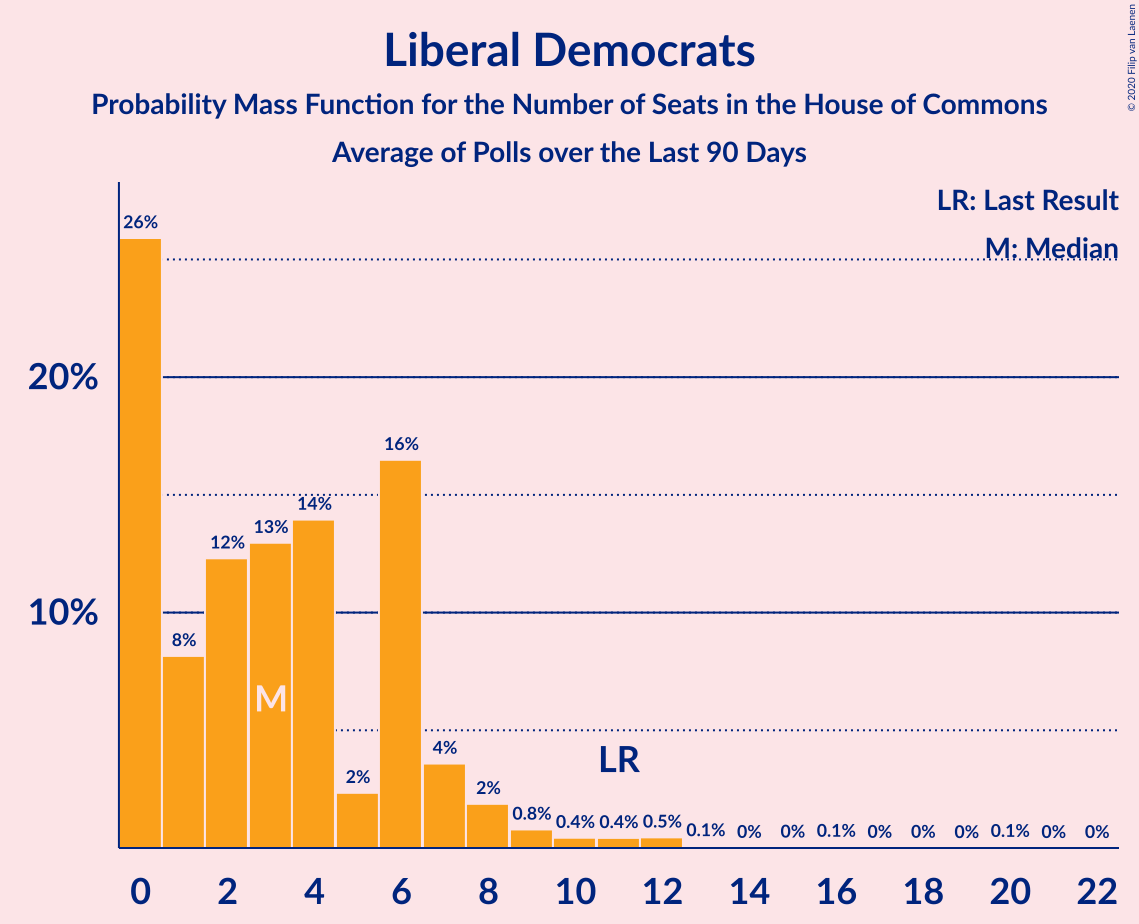 Liberal Democrats
Probability Mass Function for the Number of Seats in the House of Commons
Average of Polls over the Last 90 Days
© 2020 Filip van Laenen
LR: Last Result
M: Median
20%
10%
26%
8%
12%
13%
14%
2%
16%
4%
2%
0.8%
0.4%
0.4%
0.5%
0.1%
0%
0%
0.1%
0%
0%
0%
0.1%
0%
0%
M
LR
0 2 4 6 8 10 12 14 16 18 20 22